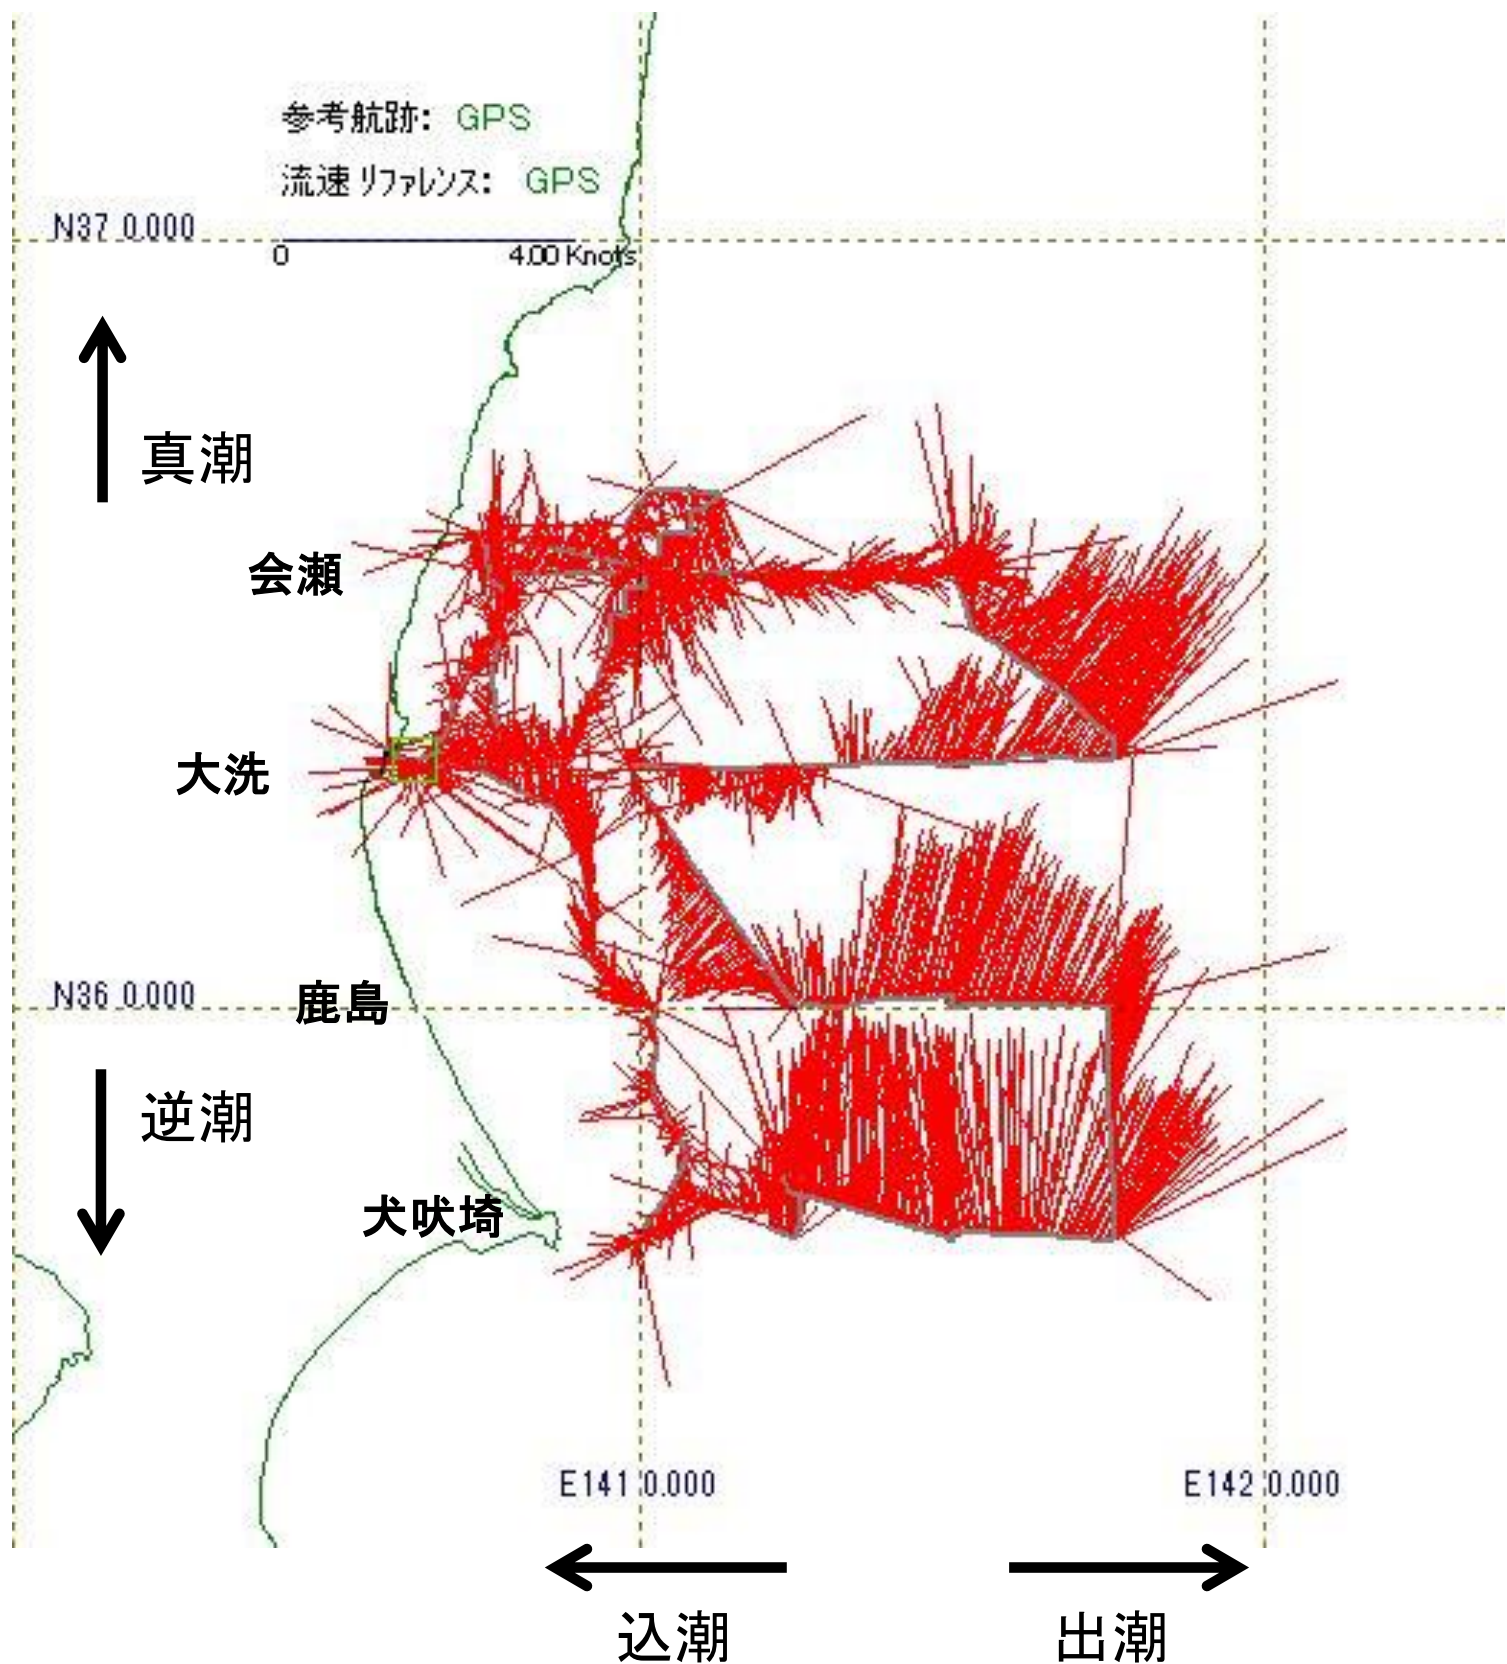 参考航跡: GPS
流速 リファレンス: GPS
N37 0.000
0 4.00 Knots
真潮
会瀬
大洗
N36 0.000
鹿島
逆潮
犬吠埼
E141 0.000
E142 0.000
込潮
出潮